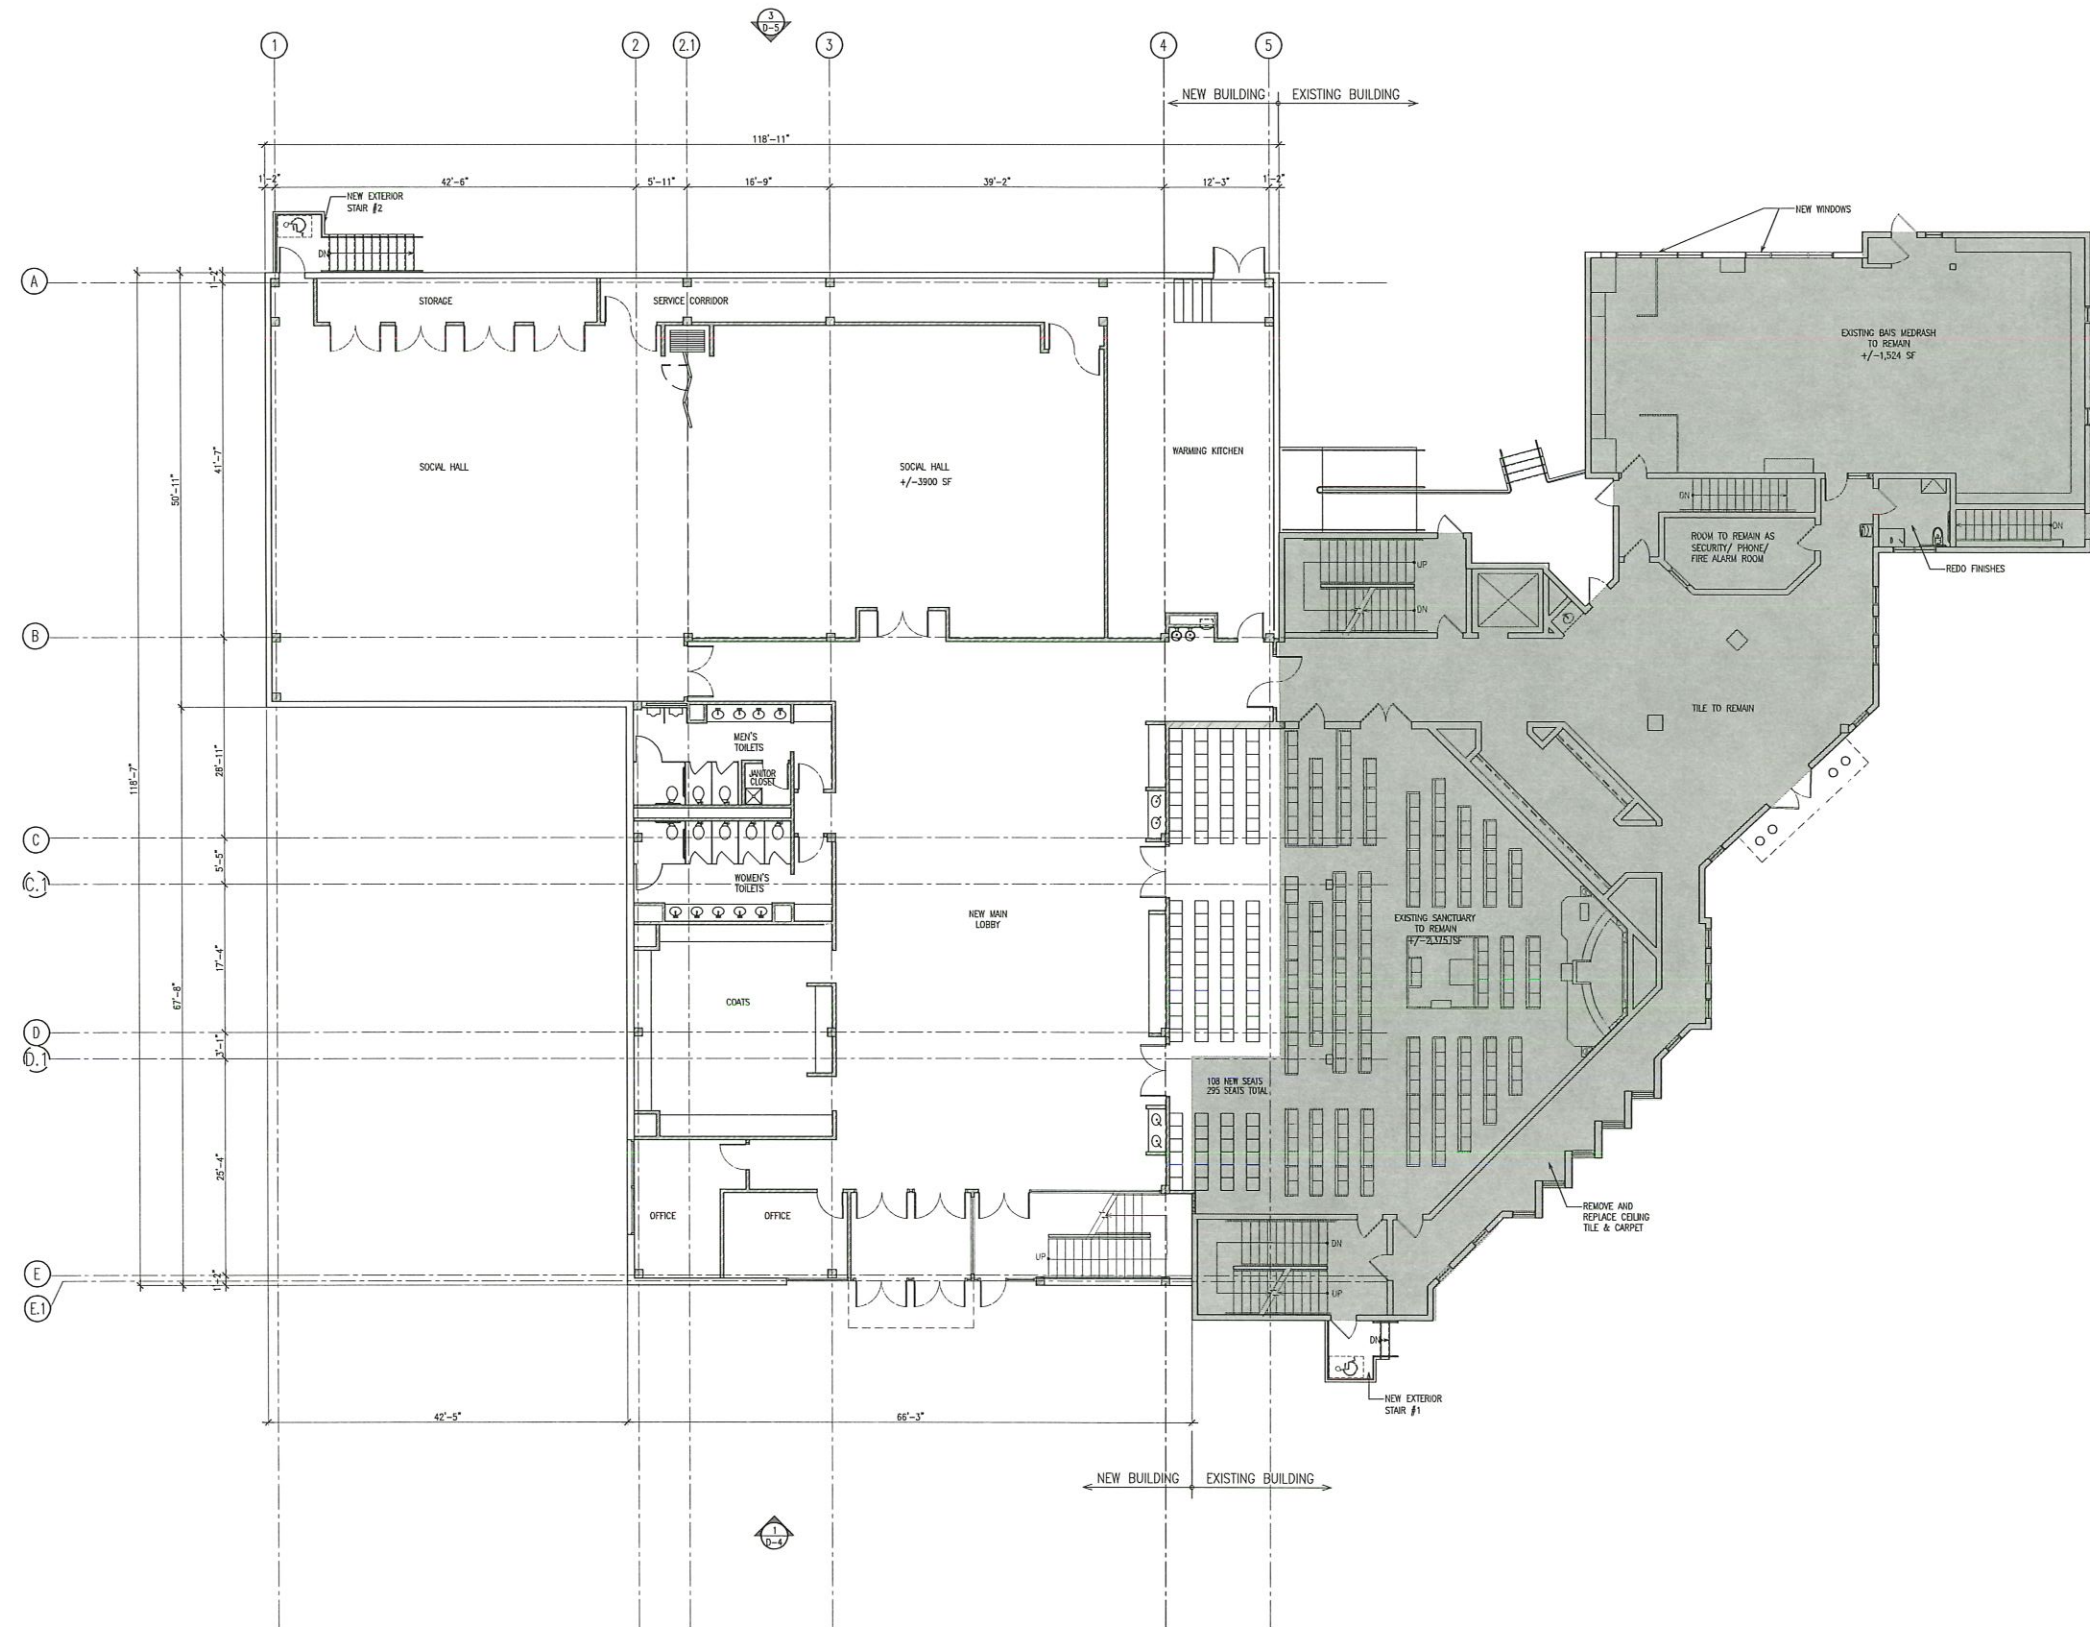 3
D-5
1
2
2.1
3
4
5
NEW BUILDING
EXISTING BUILDING
118'-11"
1'-2"
42'-6"
5'-11"
16'-9"
39'-2"
12'-3"
1'-2"
NEW EXTERIOR
STAIR #2
NEW WINDOWS
DN
A
1'-2"
STORAGE
SERVICE CORRIDOR
EXISTING BAIS MEDRASH
TO REMAIN
+/-1,524 SF
41'-7"
50'-11"
SOCIAL HALL
SOCIAL HALL
+/-3900 SF
WARMING KITCHEN
DN
DN
ROOM TO REMAIN AS
SECURITY/ PHONE/
FIRE ALARM ROOM
REDO FINISHES
UP
DN
B
TILE TO REMAIN
MEN'S
TOILETS
JANITOR
CLOSET
28'-11"
118'-7"
C
5'-5"
C.1
WOMEN'S
TOILETS
NEW MAIN
LOBBY
EXISTING SANCTUARY
TO REMAIN
+/-2,375 SF
17'-4"
67'-8"
COATS
D
3'-1"
D.1
108 NEW SEATS
295 SEATS TOTAL
25'-4"
OFFICE
OFFICE
REMOVE AND
REPLACE CEILING
TILE & CARPET
UP
DN
UP
E
1'-2"
E.1
DN
NEW EXTERIOR
STAIR #1
42'-5"
66'-3"
NEW BUILDING
EXISTING BUILDING
1
D-4